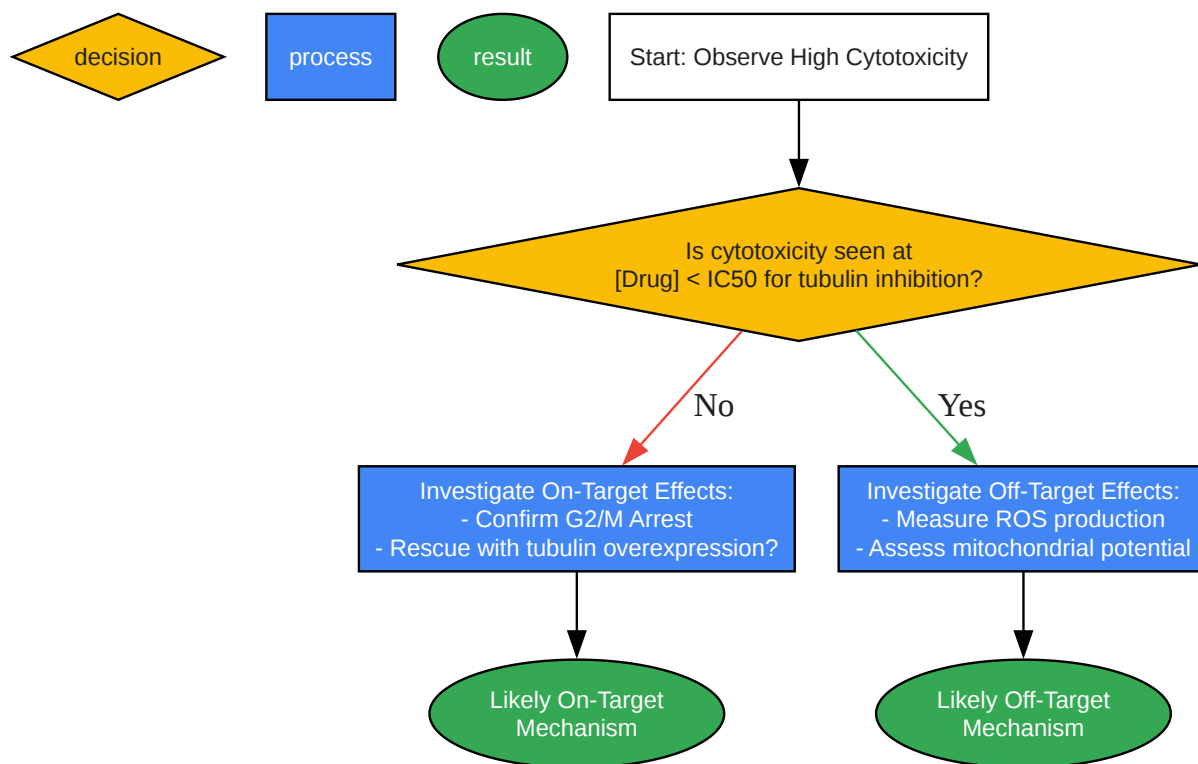 decision
process
result
Start: Observe High Cytotoxicity
Is cytotoxicity seen at
[Drug] < IC50 for tubulin inhibition?
No
Yes
Investigate On-Target Effects:
- Confirm G2/M Arrest
- Rescue with tubulin overexpression?
Investigate Off-Target Effects:
- Measure ROS production
- Assess mitochondrial potential
Likely On-Target
Mechanism
Likely Off-Target
Mechanism